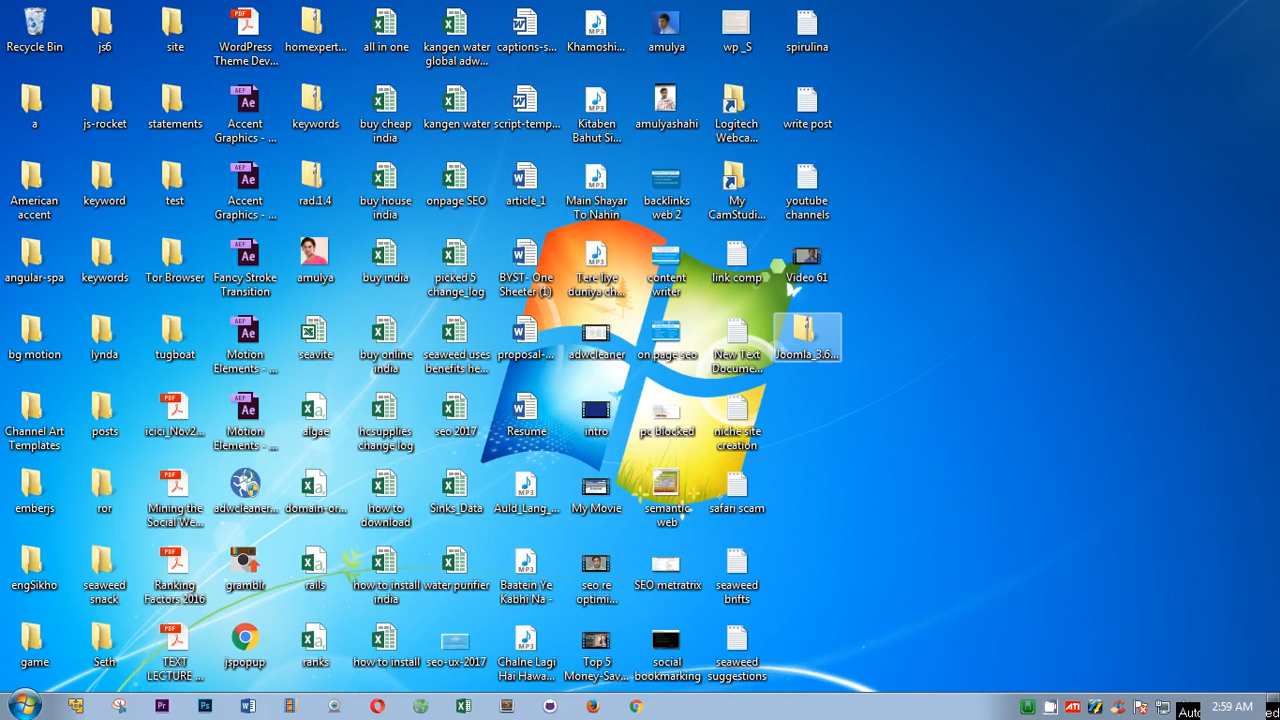 Recycle Bin
js6
site
WordPress
Theme Dev...
homexpert...
all in one
kangen water
global adw...
captions-s...
Khamoshi...
amulya
wp _S
spirulina
a
js-rocket
statements
Accent
Graphics - ...
keywords
buy cheap
india
kangen water
script-temp...
Kitaben
Bahut Si...
amulyashahi
Logitech
Webca...
write post
American
accent
keyword
test
Accent
Graphics - ...
rad.1.4
buy house
india
onpage SEO
article_1
Main Shayar
To Nahin
backlinks
web 2
My
CamStudi...
youtube
channels
angular-spa
keywords
Tor Browser
Fancy Stroke
Transition
amulya
buy india
picked 5
change_log
BYST- One
Sheeter (1)
Tere liye
duniya ch...
content
writer
link comp
Video 61
bg motion
lynda
tugboat
Motion
Elements - ...
seavite
buy online
india
seaweed uses
benefits he...
proposal-...
adwcleaner
on page seo
New Text
Docume...
Joomla_3.6...
Channel Art
Templates
posts
icici_Nov2...
Motion
Elements - ...
algae
hcsupplies
change log
seo 2017
Resume
intro
pc blocked
niche site
creation
emberjs
ror
Mining the
Social We...
adwcleaner...
domain-or...
how to
download
Sinks_Data
Auld_Lang_...
My Movie
semantic
web
safari scam
engSikho
seaweed
snack
Ranking
Factors 2016
gramblr
rails
how to install
india
water purifier
Baatein Ye
Kabhi Na -
seo re
optimi...
SEO metratrix
seaweed
bnfts
game
Seth
TEXT
LECTURE ...
jspopup
ranks
how to install
seo-ux-2017
Chalne Lagi
Hai Hawa...
Top 5
Money-Sav...
social
bookmarking
seaweed
suggestions
2:59 AM